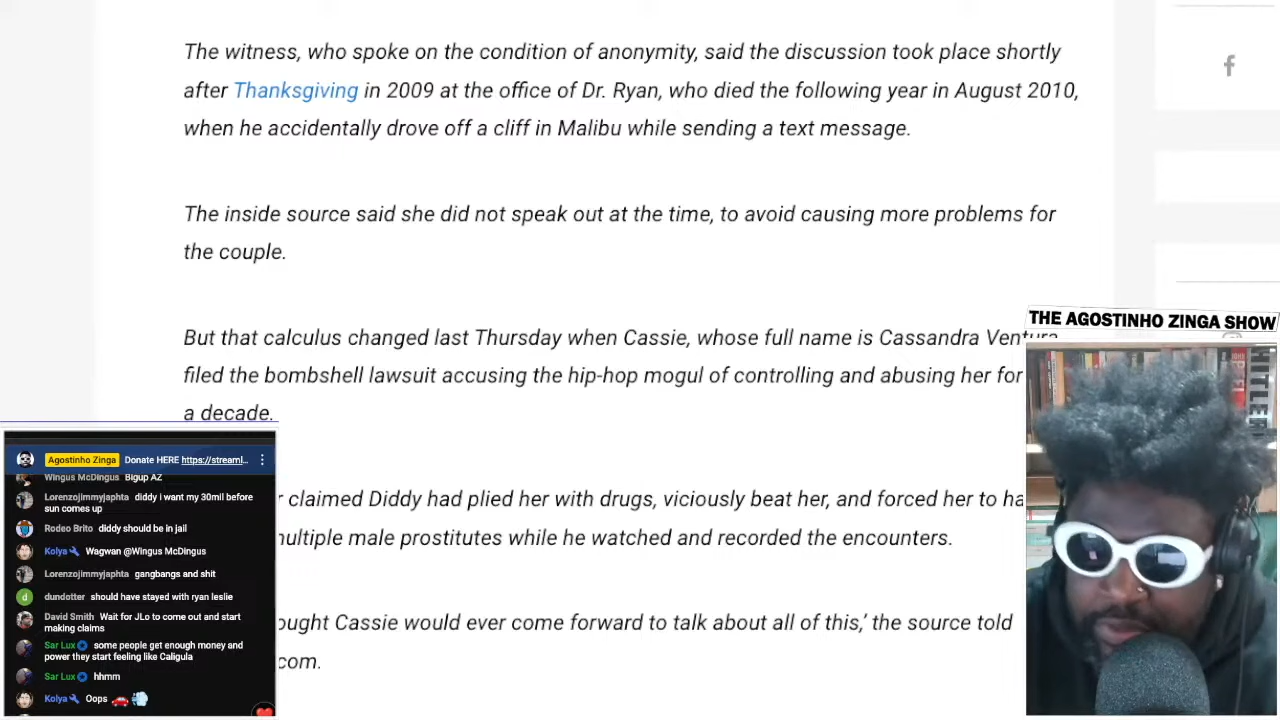 The witness, who spoke on the condition of anonymity, said the discussion took place shortly
after Thanksgiving in 2009 at the office of Dr. Ryan, who died the following year in August 2010,
when he accidentally drove off a cliff in Malibu while sending a text message.
The inside source said she did not speak out at the time, to avoid causing more problems for
the couple.
But that calculus changed last Thursday when Cassie, whose full name is Cassandra Ventura
filed the bombshell lawsuit accusing the hip-hop mogul of controlling and abusing her for
a decade.
claimed Diddy had plied her with drugs, viciously beat her, and forced her to
multiple male prostitutes while he watched and recorded the encounters.
Cassie would ever come forward to talk about all of this,’ the source told
com.
THE AGOSTINHO ZINGA SHOW
Agostinho Zinga Donate HERE https://streaml...
Wingus McDingus Bigup AZ
Lorenzojimmyjaphta diddy i want my 30mil before
sun comes up
Rodeo Brito diddy should be in jail
Kolya Wagwan @Wingus McDingus
Lorenzojimmyjaphta gangbangs and shit
dundotter should have stayed with ryan leslie
David Smith Wait for JLo to come out and start
making claims
Sar Lux some people get enough money and
power they start feeling like Caligula
Sar Lux hhmm
Kolya Oops